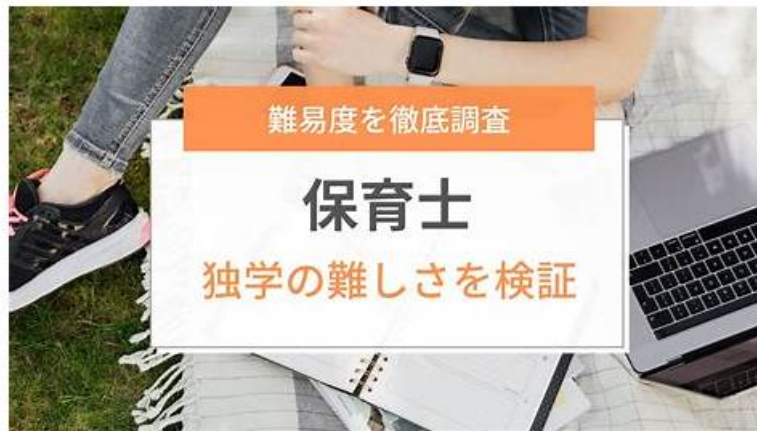 難易度を徹底調査
保育士
独学の難しさを検証